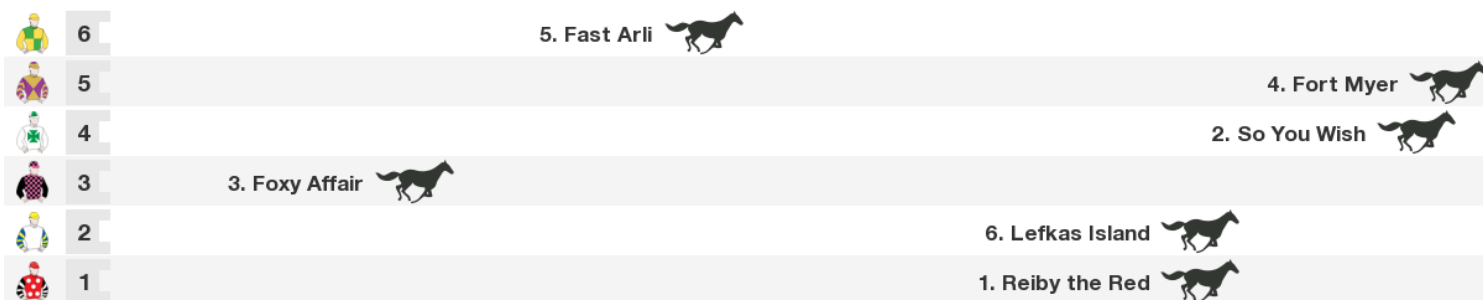 6 5. Fast Arli
5 4. Fort Myer
4 2. So You Wish
3 3. Foxy Affair
2 6. Lefkas Island
1 1. Reiby the Red